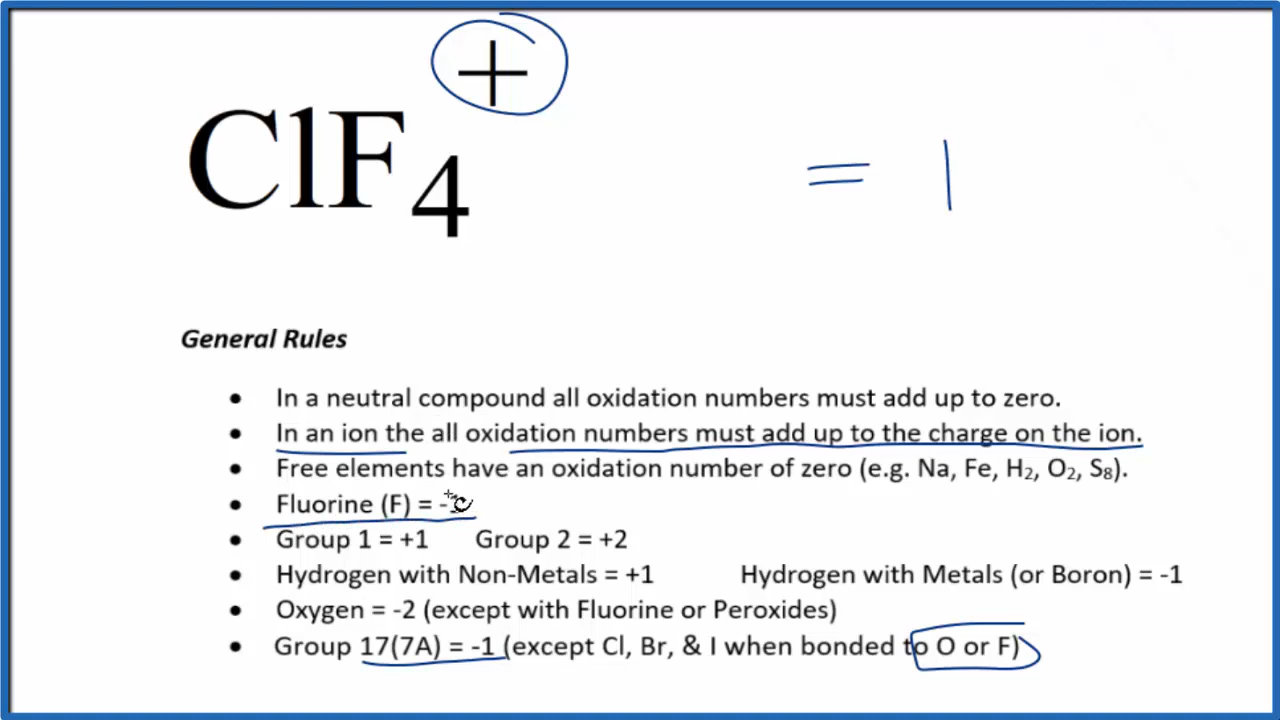 ClF₄⁺
= 1
General Rules
• In a neutral compound all oxidation numbers must add up to zero.
• In an ion the all oxidation numbers must add up to the charge on the ion.
• Free elements have an oxidation number of zero (e.g. Na, Fe, H₂, O₂, S₈).
• Fluorine (F) = -
• Group 1 = +1 Group 2 = +2
• Hydrogen with Non-Metals = +1 Hydrogen with Metals (or Boron) = -1
• Oxygen = -2 (except with Fluorine or Peroxides)
• Group 17(7A) = -1 (except Cl, Br, & I when bonded to O or F)